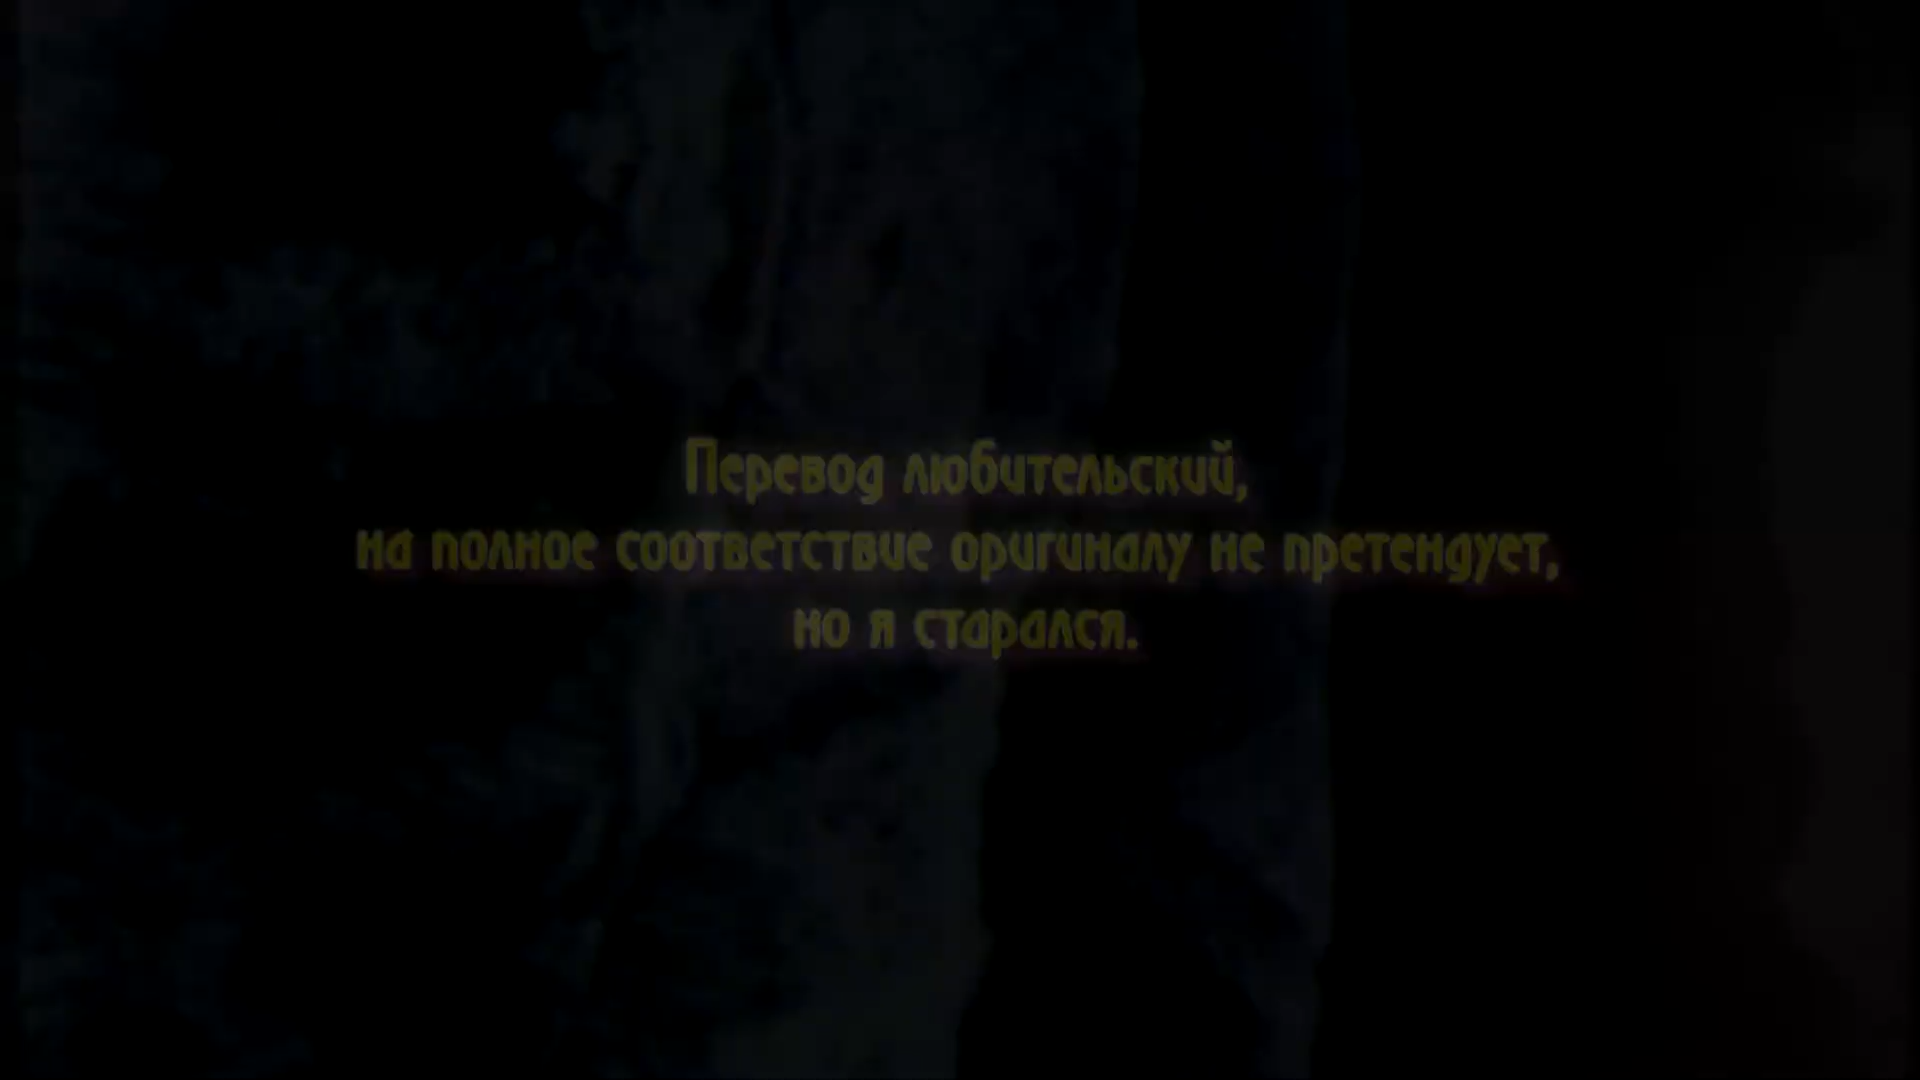 Перевод любительский,
на полное соответствие оригиналу не претендует,
но я старался.